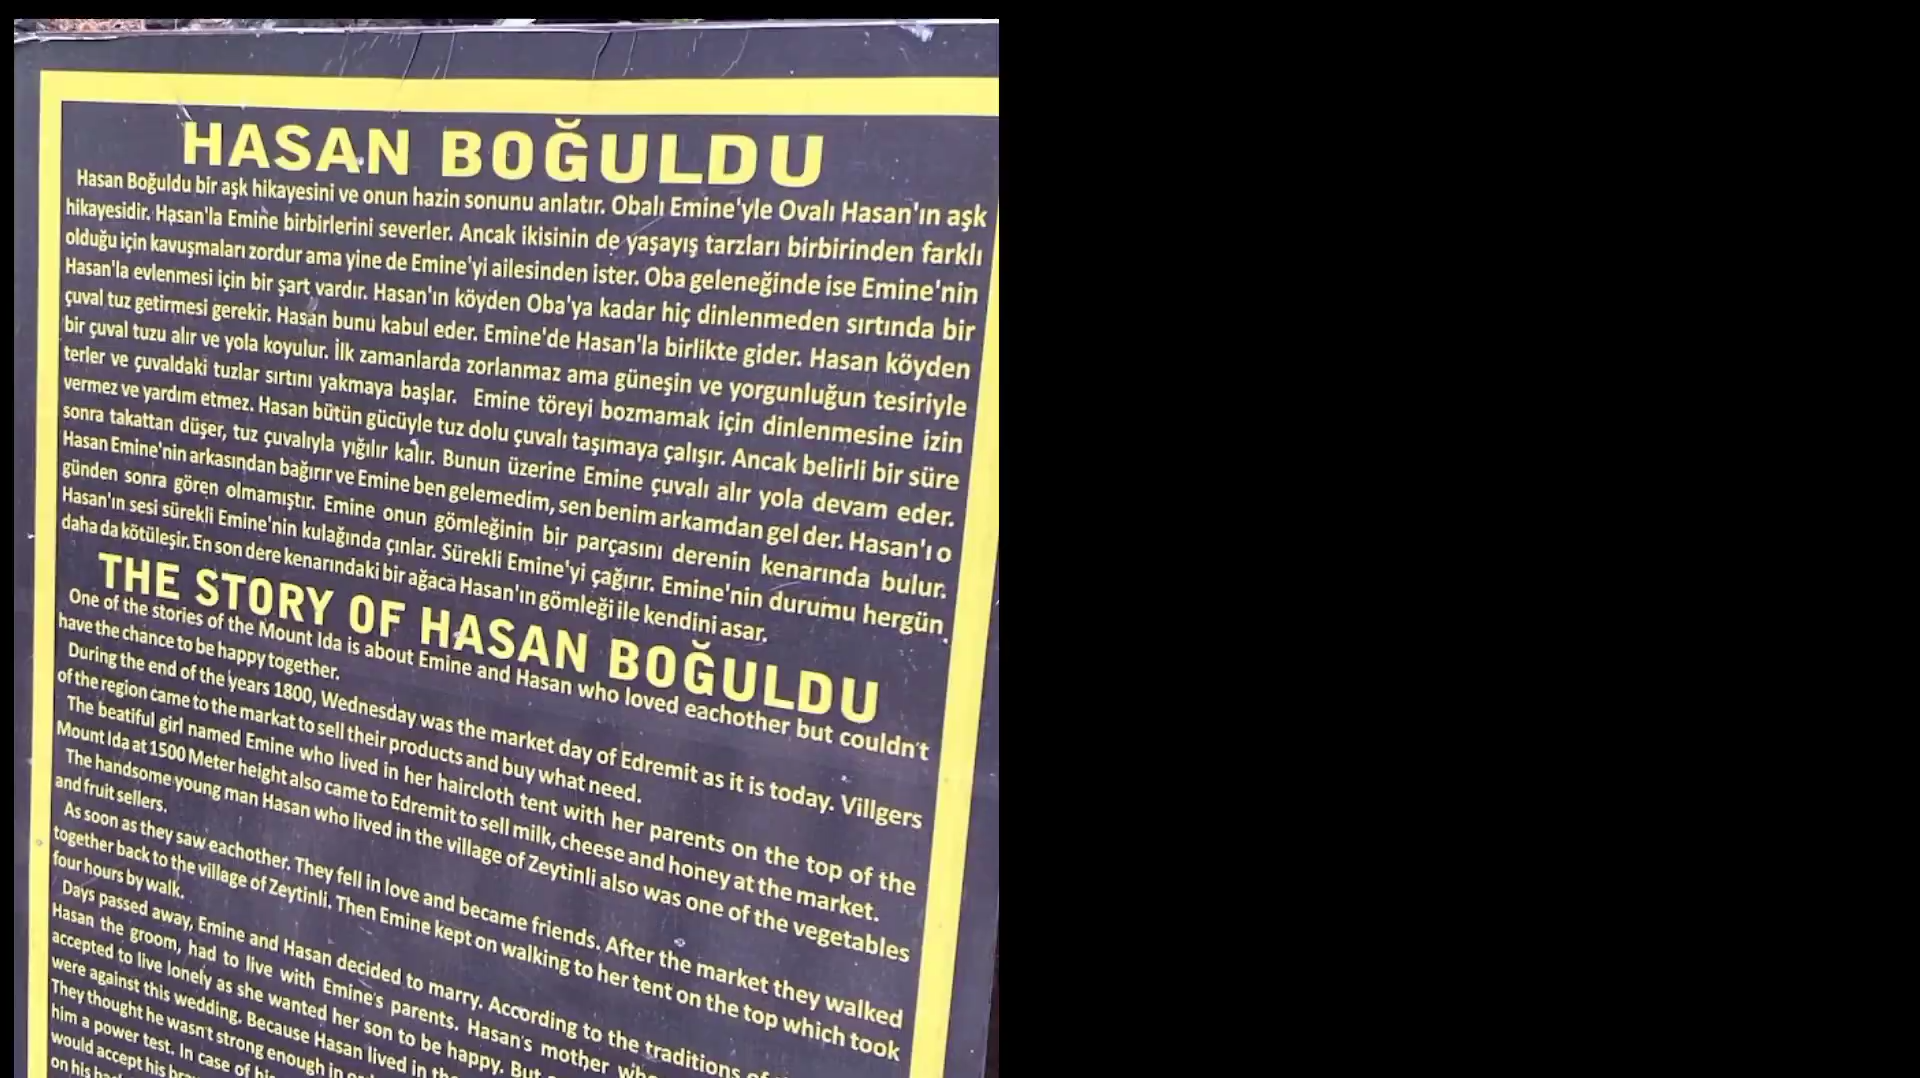 HASAN BOĞULDU
Hasan Boğuldu bir aşk hikayesini ve onun hazin sonunu anlatır. Obalı Emine'yle Ovalı Hasan'ın aşk
hikayesidir. Hasan'la Emine birbirlerini severler. Ancak ikisinin de yaşayış tarzları birbirinden farklı
olduğu için kavuşmaları zordur ama yine de Emine'yi ailesinden ister. Oba geleneğinde ise Emine'nin
Hasan'la evlenmesi için bir şart vardır. Hasan'ın köyden Oba'ya kadar hiç dinlenmeden sırtında bir
çuval tuz getirmesi gerekir. Hasan bunu kabul eder. Emine'de Hasan'la birlikte gider. Hasan köyden
bir çuval tuzu alır ve yola koyulur. İlk zamanlarda zorlanmaz ama güneşin ve yorgunluğun tesiriyle
terler ve çuvaldaki tuzlar sırtını yakmaya başlar. Emine töreyi bozmamak için dinlenmesine izin
vermez ve yardım etmez. Hasan bütün gücüyle tuz dolu çuvalı taşımaya çalışır. Ancak belirli bir süre
sonra takattan düşer, tuz çuvalıyla yığılır kalır. Bunun üzerine Emine çuvalı alır yola devam eder.
Hasan Emine'nin arkasından bağırır ve Emine ben gelemedim, sen benim arkamdan gel der. Hasan'ı o
günden sonra gören olmamıştır. Emine onun gömleğinin bir parçasını derenin kenarında bulur.
Hasan'ın sesi sürekli Emine'nin kulağında çınlar. Sürekli Emine'yi çağırır. Emine'nin durumu hergün
daha da kötüleşir. En son dere kenarındaki bir ağaca Hasan'ın gömleği ile kendini asar.
THE STORY OF HASAN BOĞULDU
One of the stories of the Mount Ida is about Emine and Hasan who loved eachother but couldn't
have the chance to be happy together.
During the end of the years 1800, Wednesday was the market day of Edremit as it is today. Villgers
of the region came to the markat to sell their products and buy what need.
The beatiful girl named Emine who lived in her haircloth tent with her parents on the top of the
Mount Ida at 1500 Meter height also came to Edremit to sell milk, cheese and honey at the market.
The handsome young man Hasan who lived in the village of Zeytinli also was one of the vegetables
and fruit sellers.
As soon as they saw eachother. They fell in love and became friends. After the market they walked
together back to the village of Zeytinli. Then Emine kept on walking to her tent on the top which took
four hours by walk.
Days passed away, Emine and Hasan decided to marry. According to the traditions
Hasan the groom, had to live with Emine's parents. Hasan's mother
accepted to live lonely as she wanted her son to be happy. But
were against this wedding. Because Hasan lived in the
They thought he wasn't strong enough in
him a power test. In case of
would accept his
on his